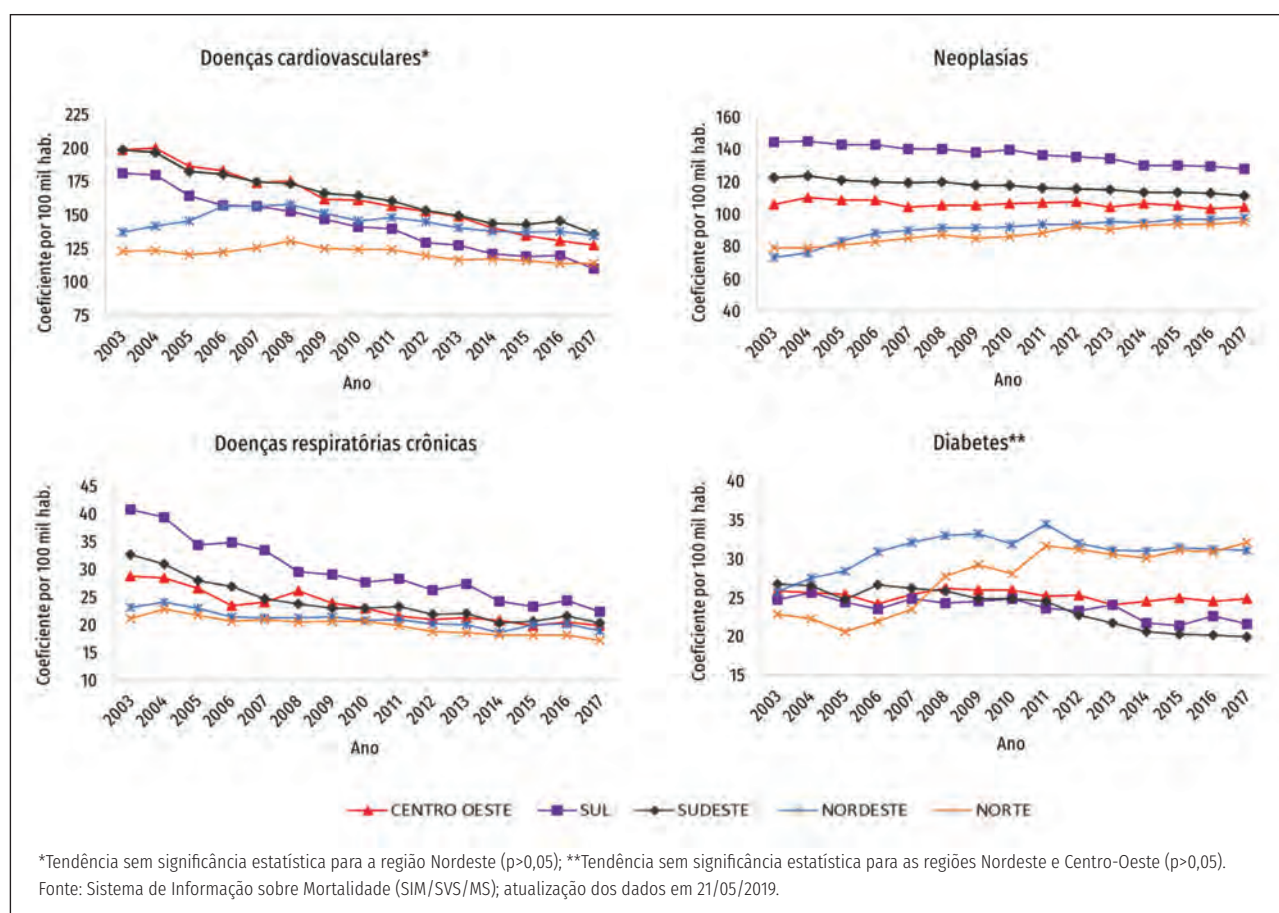 Doenças cardiovasculares*
Coeficiente por 100 mil hab.
225
200
175
150
125
100
75
2003 2004 2005 2006 2007 2008 2009 2010 2011 2012 2013 2014 2015 2016 2017
Ano
Neoplasias
Coeficiente por 100 mil hab.
160
140
120
100
80
60
40
2003 2004 2005 2006 2007 2008 2009 2010 2011 2012 2013 2014 2015 2016 2017
Ano
Doenças respiratórias crônicas
Coeficiente por 100 mil hab.
45
40
35
30
25
20
15
10
2003 2004 2005 2006 2007 2008 2009 2010 2011 2012 2013 2014 2015 2016 2017
Ano
Diabetes**
Coeficiente por 100 mil hab.
40
35
30
25
20
15
2003 2004 2005 2006 2007 2008 2009 2010 2011 2012 2013 2014 2015 2016 2017
Ano
CENTRO OESTE SUL SUDESTE NORDESTE NORTE
*Tendência sem significância estatística para a região Nordeste (p>0,05); **Tendência sem significância estatística para as regiões Nordeste e Centro-Oeste (p>0,05).
Fonte: Sistema de Informação sobre Mortalidade (SIM/SVS/MS); atualização dos dados em 21/05/2019.